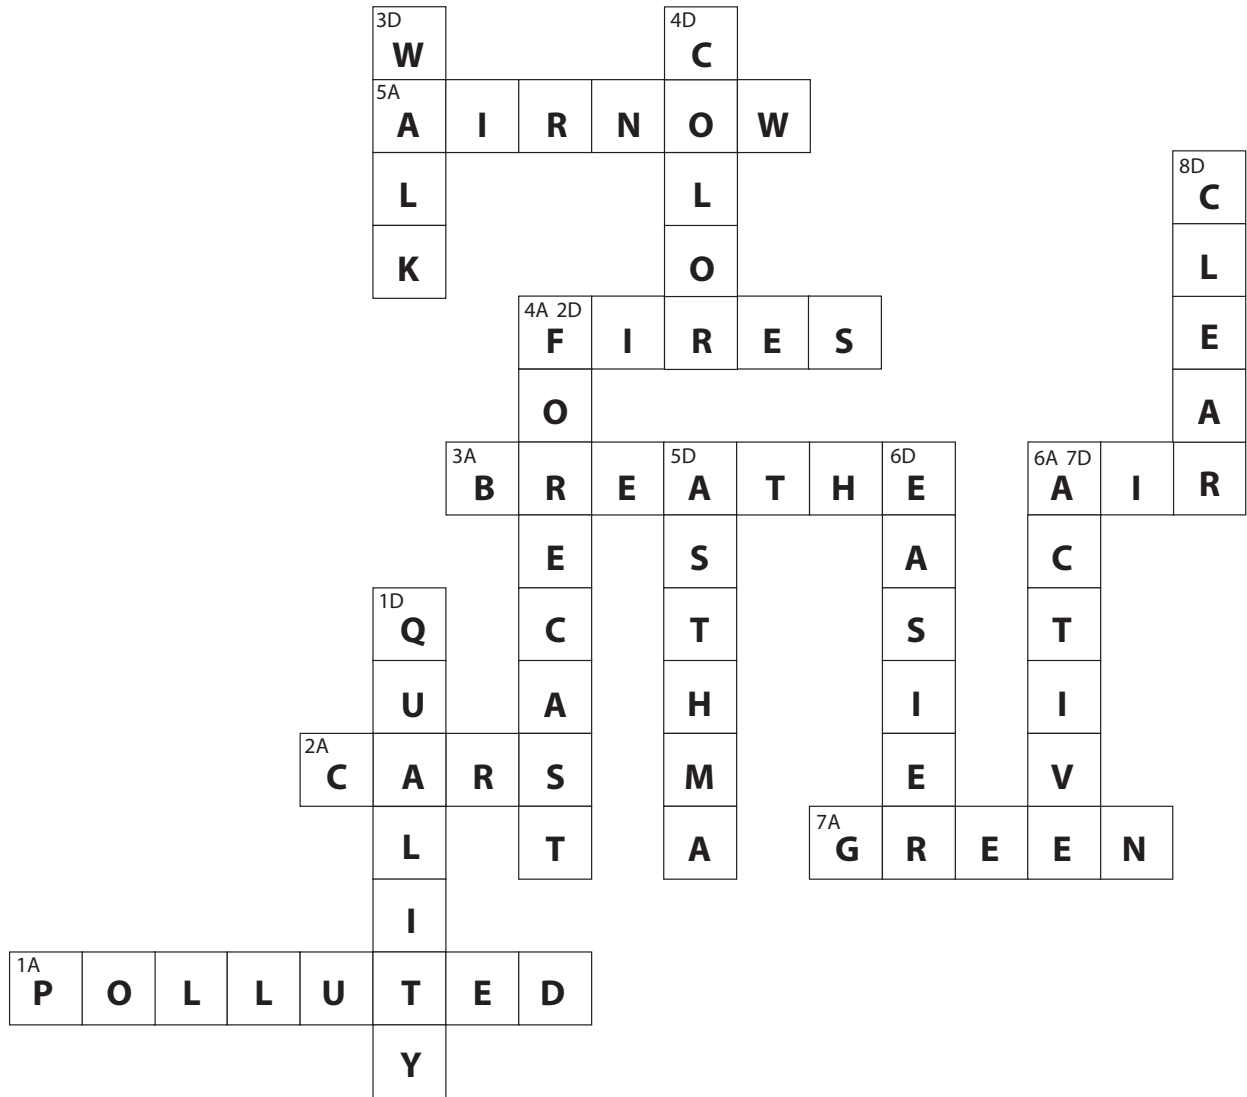 3D 4D
W C
5A
A I R N O W
8D
L L C
K O L
4A 2D
F I R E S E
O A
3A 5D 6D 6A 7D
B R E A T H E A I R
E S A C
1D
Q C T S T
U A H I I
2A
C A R S M E V
7A
L T A G R E E N
I
1A
P O L L U T E D
Y